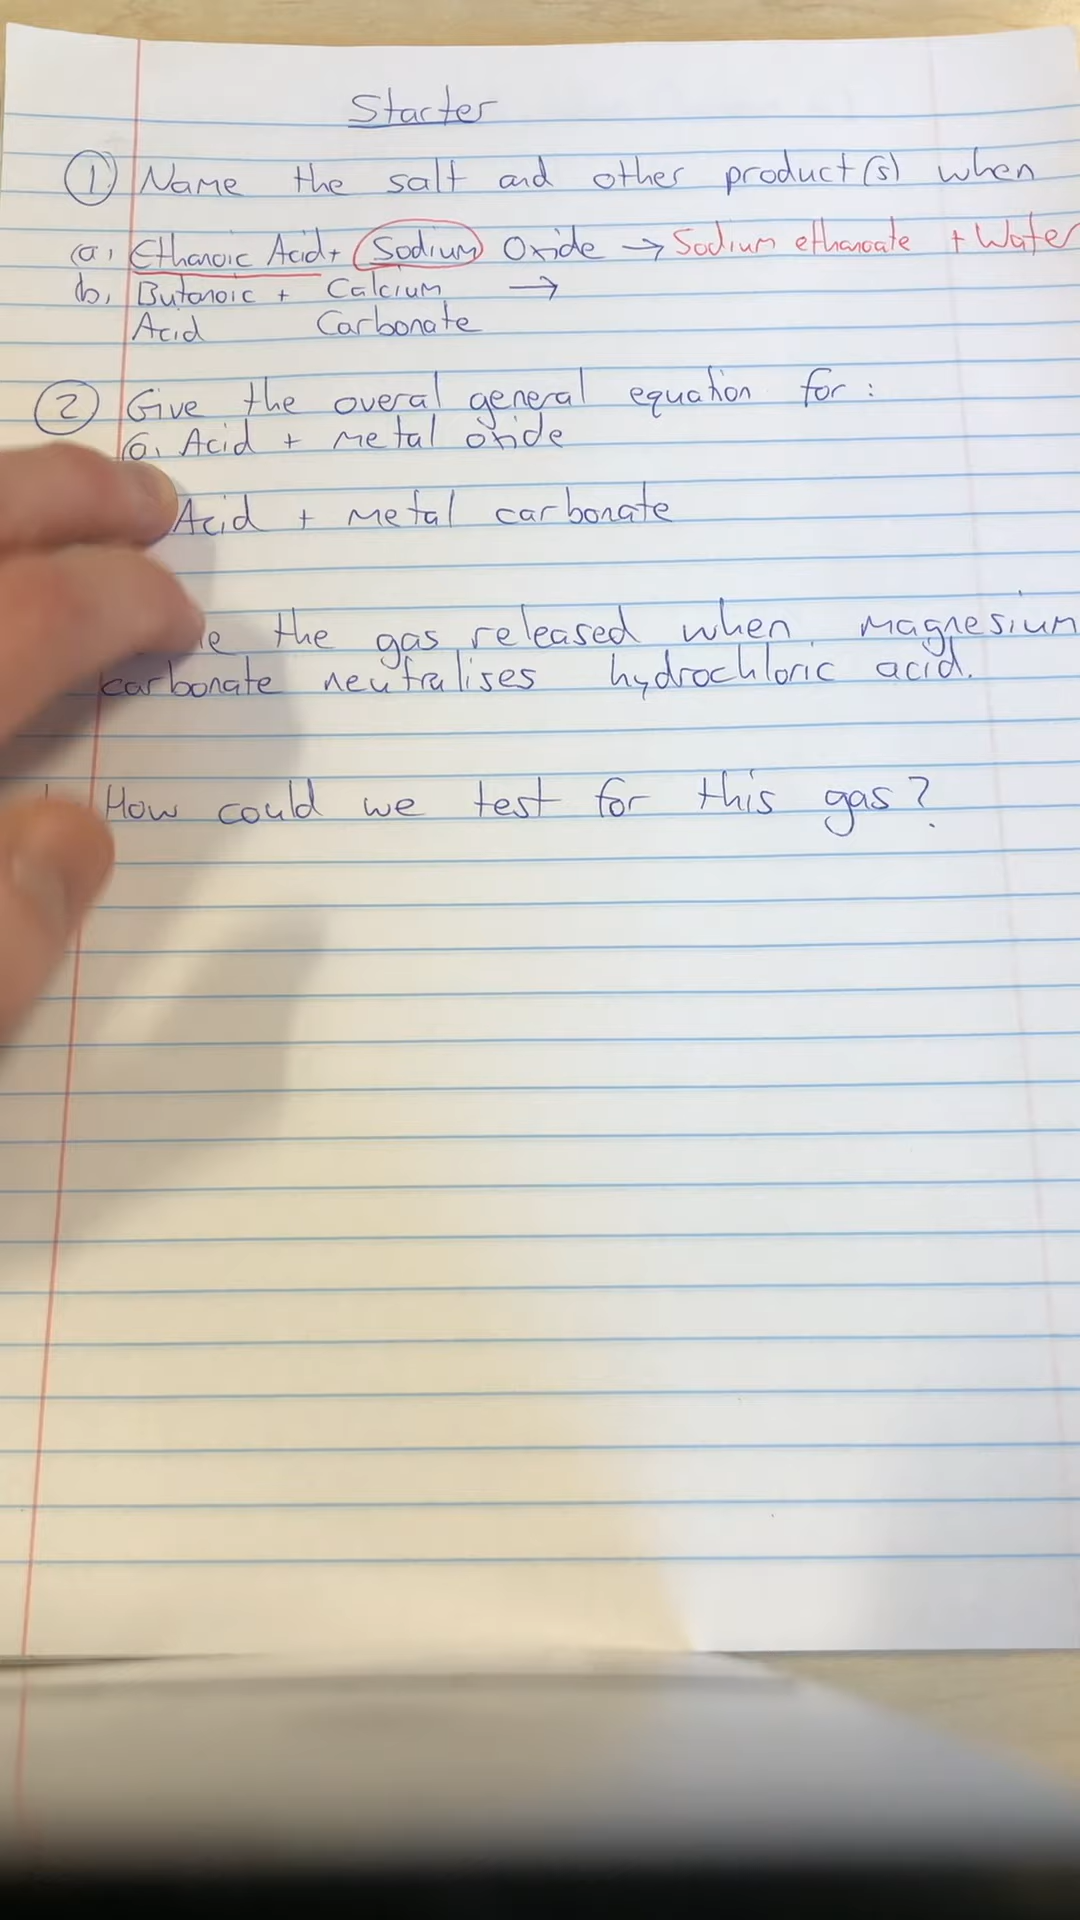 Starter
① Name the salt and other product(s) when
(a, Ethanoic Acid + Sodium Oxide → Sodium ethanoate + Water
b, Butanoic + Calcium →
Acid Carbonate
② Give the overal general equation for :
a, Acid + metal oxide
Acid + metal carbonate
the gas released when magnesium
carbonate neutralises hydrochloric acid.
How could we test for this gas?